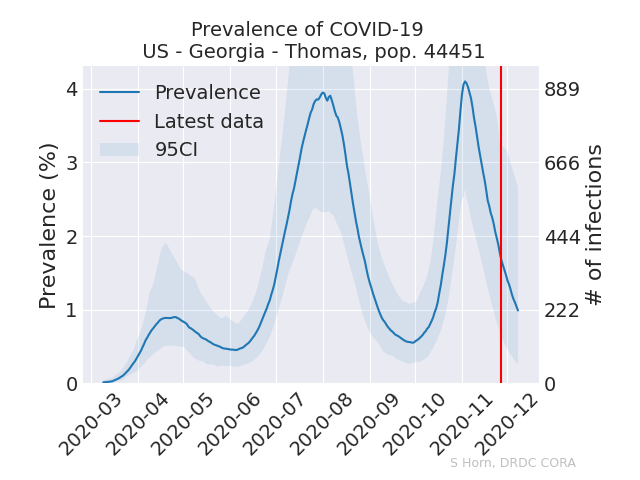 Prevalence of COVID-19
US - Georgia - Thomas, pop. 44451
Prevalence
Latest data
95CI
Prevalence (%)
4
3
2
1
0
# of infections
889
666
444
222
0
2020-03
2020-04
2020-05
2020-06
2020-07
2020-08
2020-09
2020-10
2020-11
2020-12
S Horn, DRDC CORA